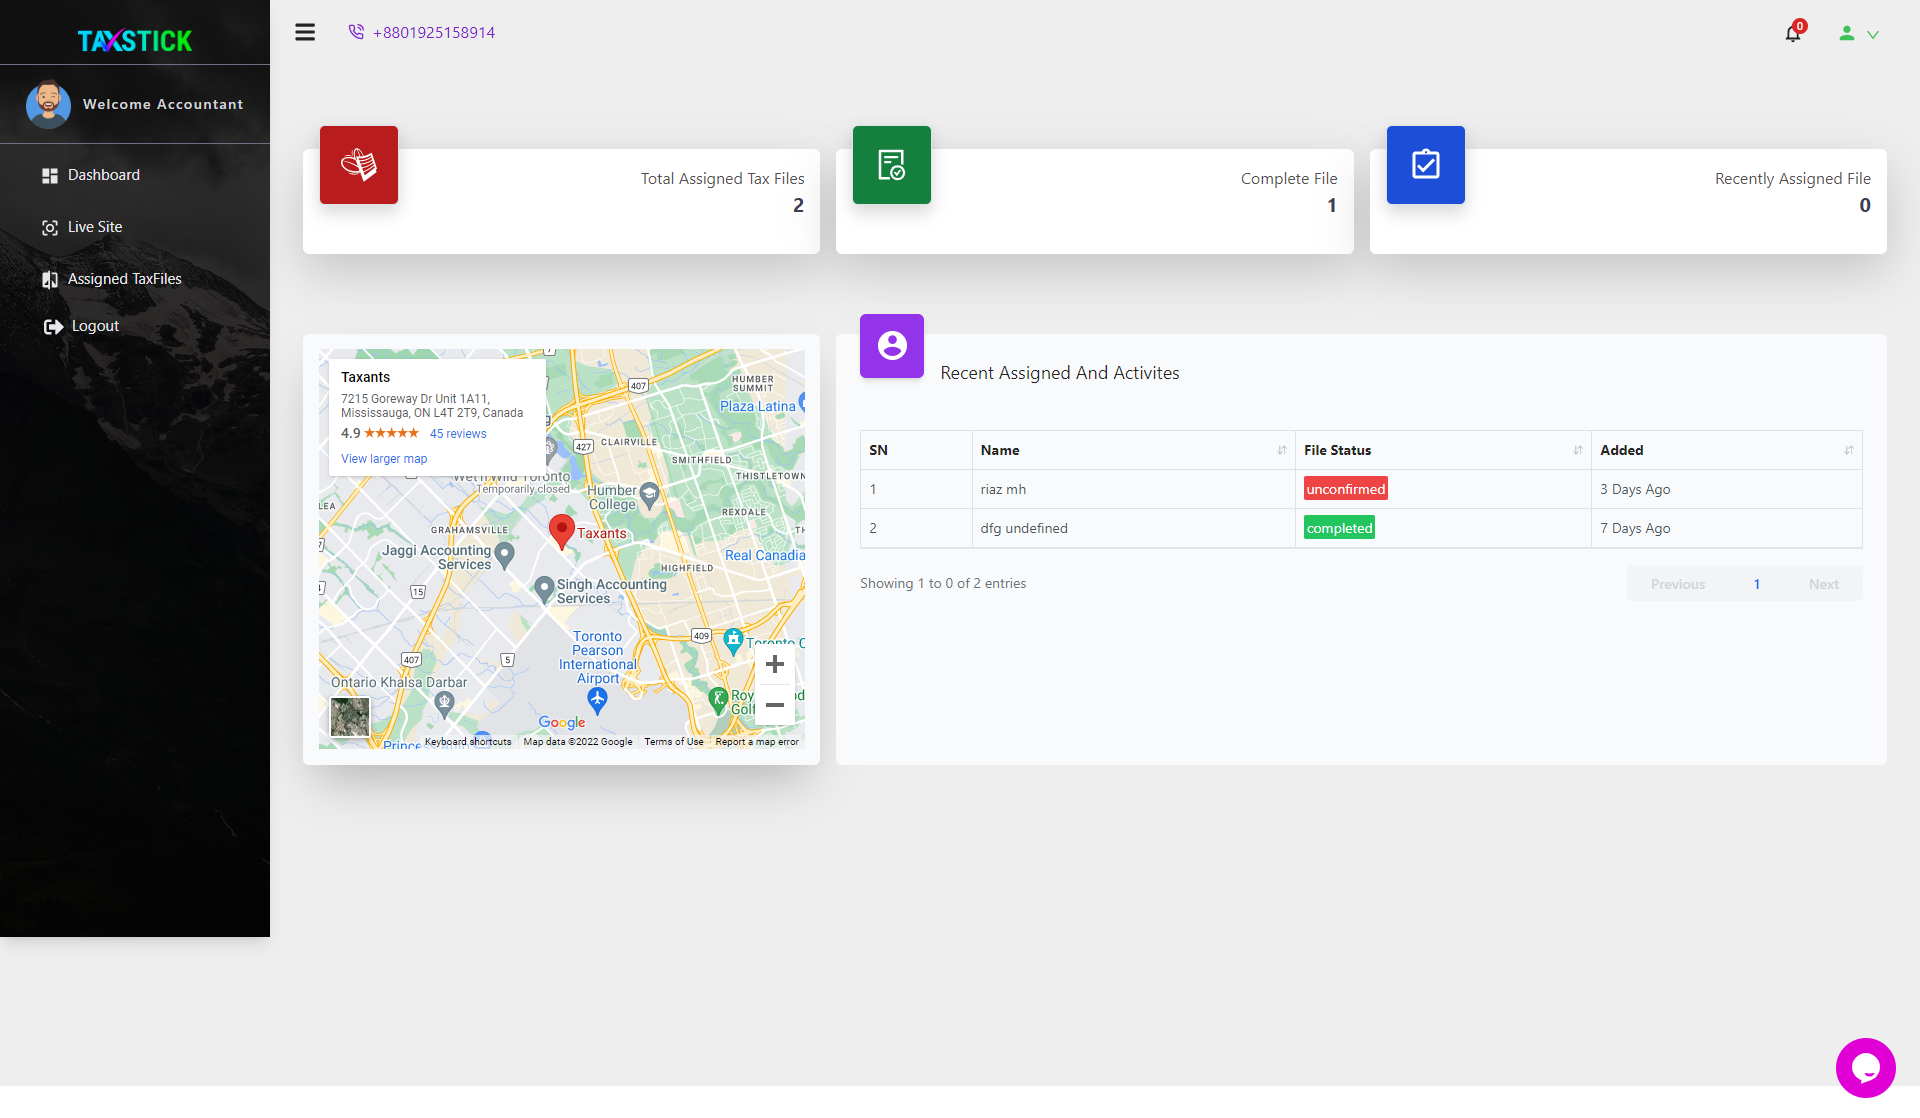 TAXSTICK
Welcome Accountant
Dashboard
Live Site
Assigned TaxFiles
Logout
+8801925158914
0
Total Assigned Tax Files
2
Complete File
1
Recently Assigned File
0
Taxants
7215 Goreway Dr Unit 1A11,
Mississauga, ON L4T 2T9, Canada
4.9 ★★★★★ 45 reviews
View larger map
407
HUMBER
SUMMIT
Plaza Latina
427
CLAIRVILLE
SMITHFIELD
THISTLETOWN
Wet'n'Wild Toronto
Temporarily closed
Humber
College
REXDALE
GRAHAMSVILLE
Taxants
Jaggi Accounting
Services
Real Canadia
HIGHFIELD
Singh Accounting
Services
15
409
Toronto
Pearson
International
Airport
407
5
Ontario Khalsa Darbar
Google
Keyboard shortcuts
Map data ©2022 Google
Terms of Use
Report a map error
Recent Assigned And Activites
SN Name File Status Added
1 riaz mh unconfirmed 3 Days Ago
2 dfg undefined completed 7 Days Ago
Showing 1 to 0 of 2 entries
Previous 1 Next